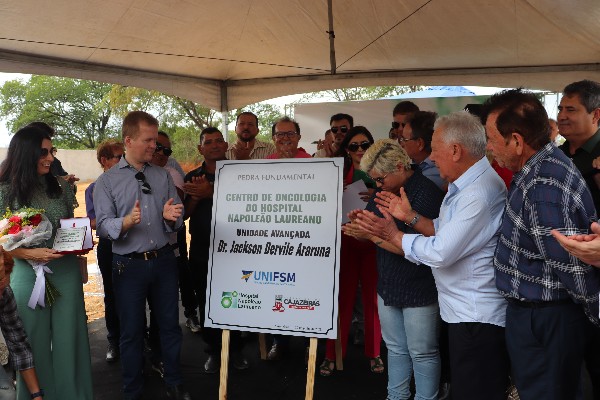 PEDRA FUNDAMENTAL
CENTRO DE ONCOLOGIA
DO HOSPITAL
NAPOLEÃO LAUREANO
UNIDADE AVANÇADA
Dr. Jackson Dervile Araruna
UNIFSM
Hospital
Napoleão
Laureano
CAJAZEIRAS